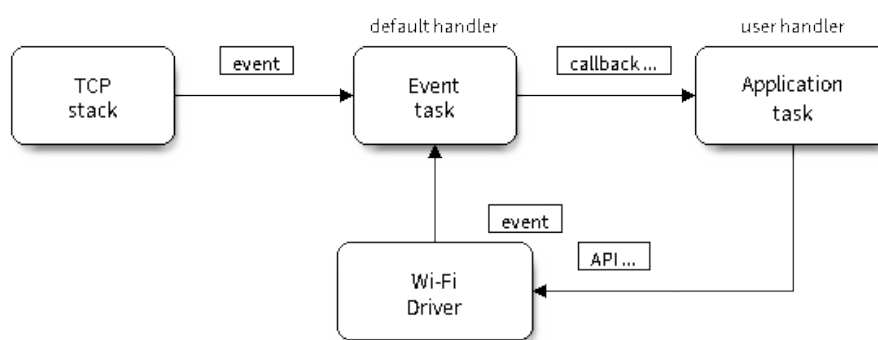 default handler
user handler
event
callback ...
TCP
stack
Event
task
Application
task
event
API ...
Wi-Fi
Driver